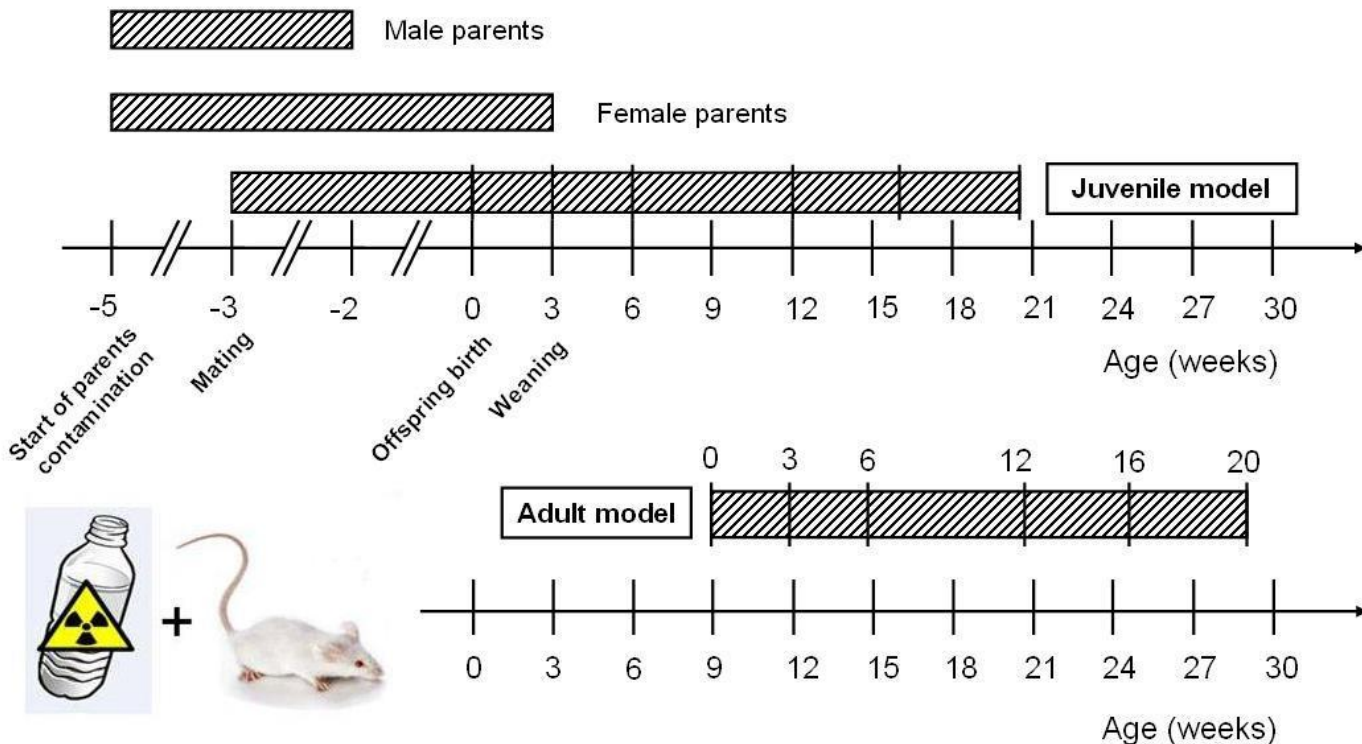 Male parents
Female parents
Juvenile model
-5 -3 -2 0 3 6 9 12 15 18 21 24 27 30
Start of parents
contamination
Mating
Offspring birth
Weaning
Age (weeks)
0 3 6 12 16 20
Adult model
+
0 3 6 9 12 15 18 21 24 27 30
Age (weeks)